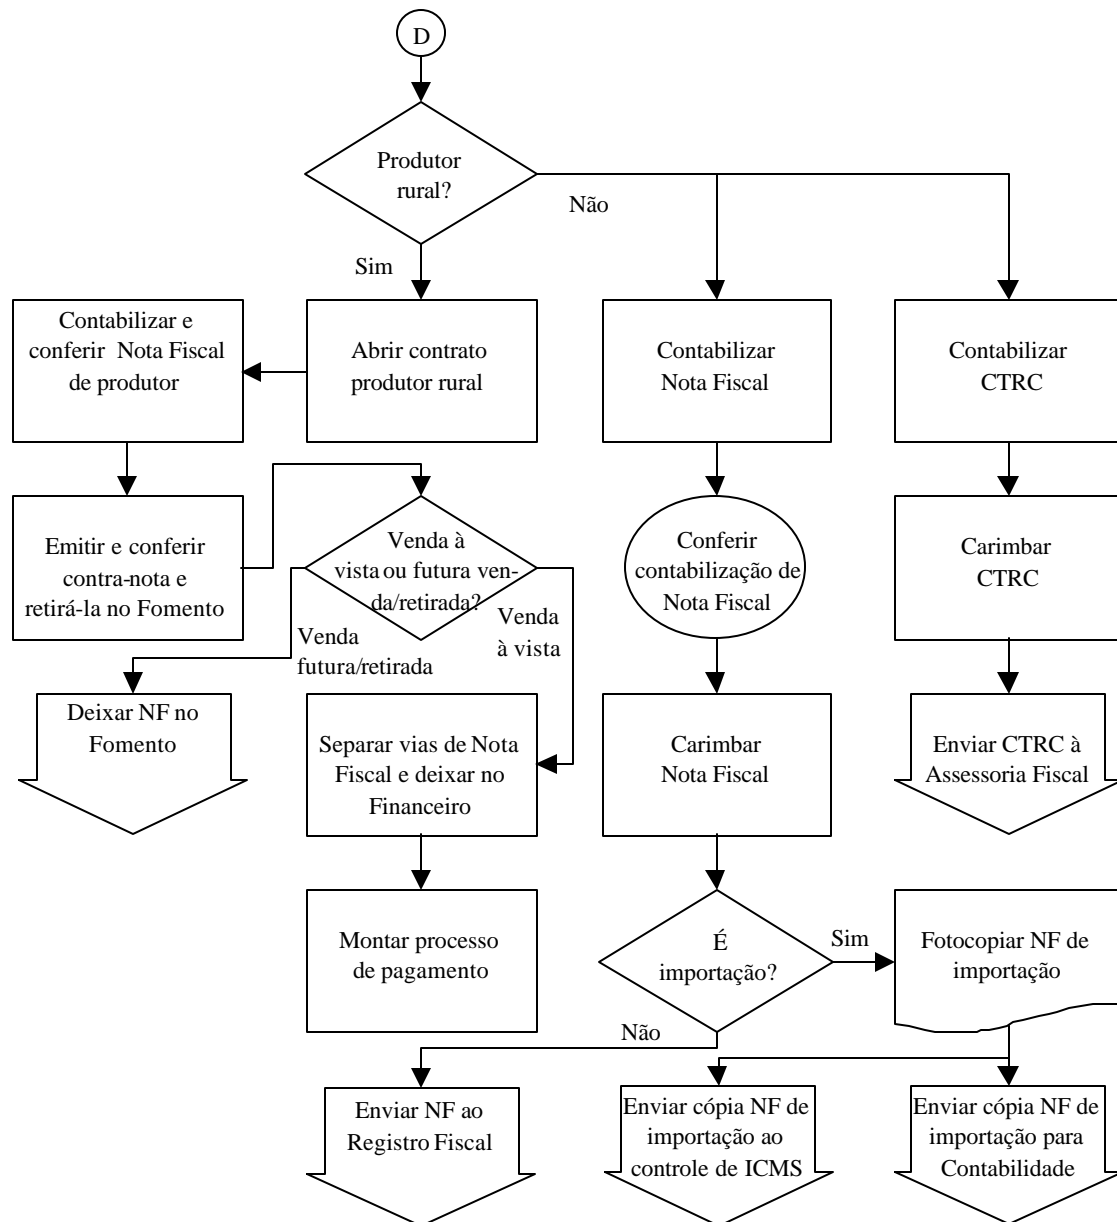 D
Produtor
rural?
Não
Sim
Contabilizar e
conferir Nota Fiscal
de produtor
Abrir contrato
produtor rural
Contabilizar
Nota Fiscal
Contabilizar
CTRC
Emitir e conferir
contra-nota e
retirá-la no Fomento
Venda à
vista ou futura ven-
da/retirada?
Conferir
contabilização de
Nota Fiscal
Carimbar
CTRC
Venda
futura/retirada
Venda
à vista
Deixar NF no
Fomento
Separar vias de Nota
Fiscal e deixar no
Financeiro
Carimbar
Nota Fiscal
Enviar CTRC à
Assessoria Fiscal
Montar processo
de pagamento
É
importação?
Sim
Fotocopiar NF de
importação
Não
Enviar NF ao
Registro Fiscal
Enviar cópia NF de
importação ao
controle de ICMS
Enviar cópia NF de
importação para
Contabilidade